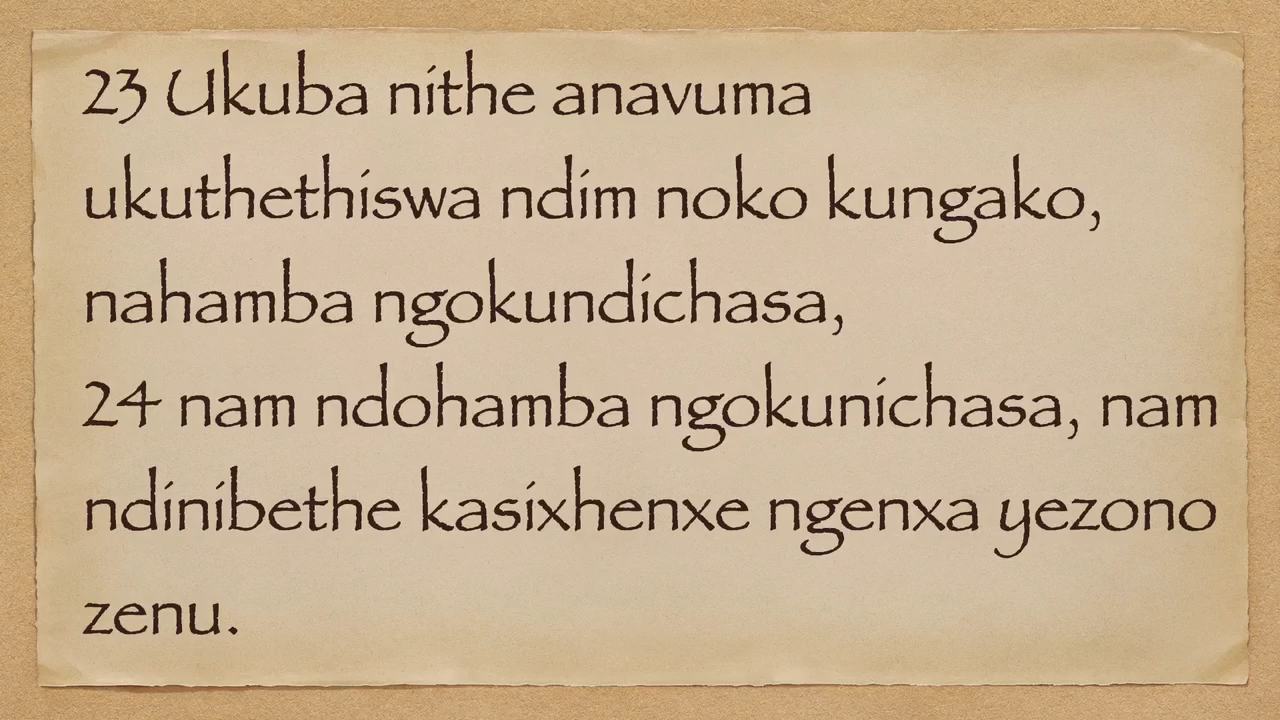 23 Ukuba nithe anavuma
ukuthethiswa ndim noko kungako,
nahamba ngokundichasa,
24 nam ndohamba ngokunichasa, nam
ndinibethe kasixhenxe ngenxa yezono
zenu.